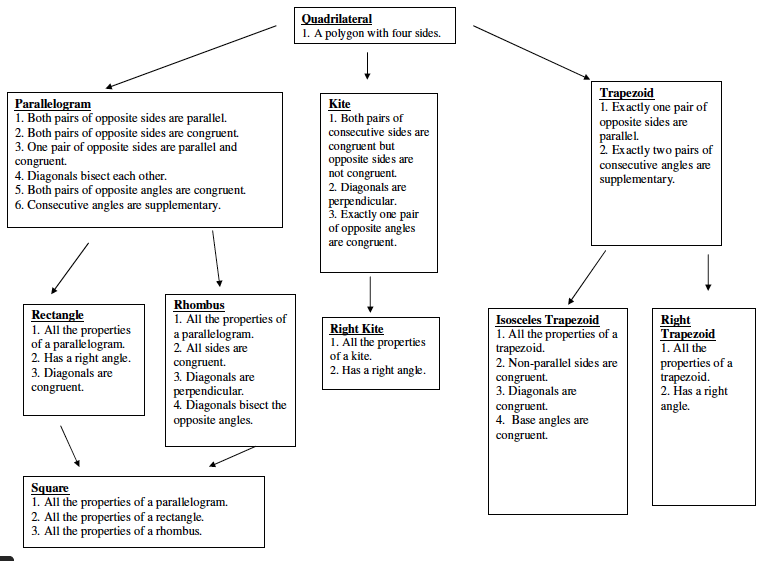 Quadrilateral
1. A polygon with four sides.
Parallelogram
1. Both pairs of opposite sides are parallel.
2. Both pairs of opposite sides are congruent.
3. One pair of opposite sides are parallel and
congruent.
4. Diagonals bisect each other.
5. Both pairs of opposite angles are congruent.
6. Consecutive angles are supplementary.
Kite
1. Both pairs of
consecutive sides are
congruent but
opposite sides are
not congruent.
2. Diagonals are
perpendicular.
3. Exactly one pair
of opposite angles
are congruent.
Trapezoid
1. Exactly one pair of
opposite sides are
parallel.
2. Exactly two pairs of
consecutive angles are
supplementary.
Rectangle
1. All the properties
of a parallelogram.
2. Has a right angle.
3. Diagonals are
congruent.
Rhombus
1. All the properties of
a parallelogram.
2. All sides are
congruent.
3. Diagonals are
perpendicular.
4. Diagonals bisect the
opposite angles.
Right Kite
1. All the properties
of a kite.
2. Has a right angle.
Isosceles Trapezoid
1. All the properties of a
trapezoid.
2. Non-parallel sides are
congruent.
3. Diagonals are
congruent.
4. Base angles are
congruent.
Right
Trapezoid
1. All the
properties of a
trapezoid.
2. Has a right
angle.
Square
1. All the properties of a parallelogram.
2. All the properties of a rectangle.
3. All the properties of a rhombus.